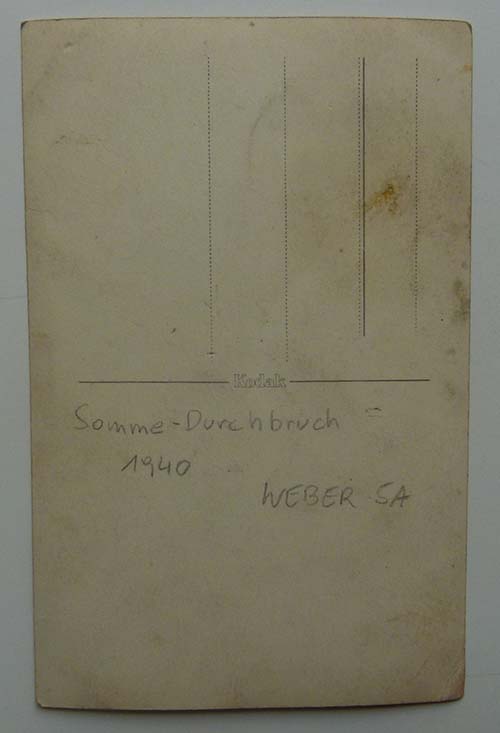 Kodak
Somme-Durchbruch =
1940
WEBER SA